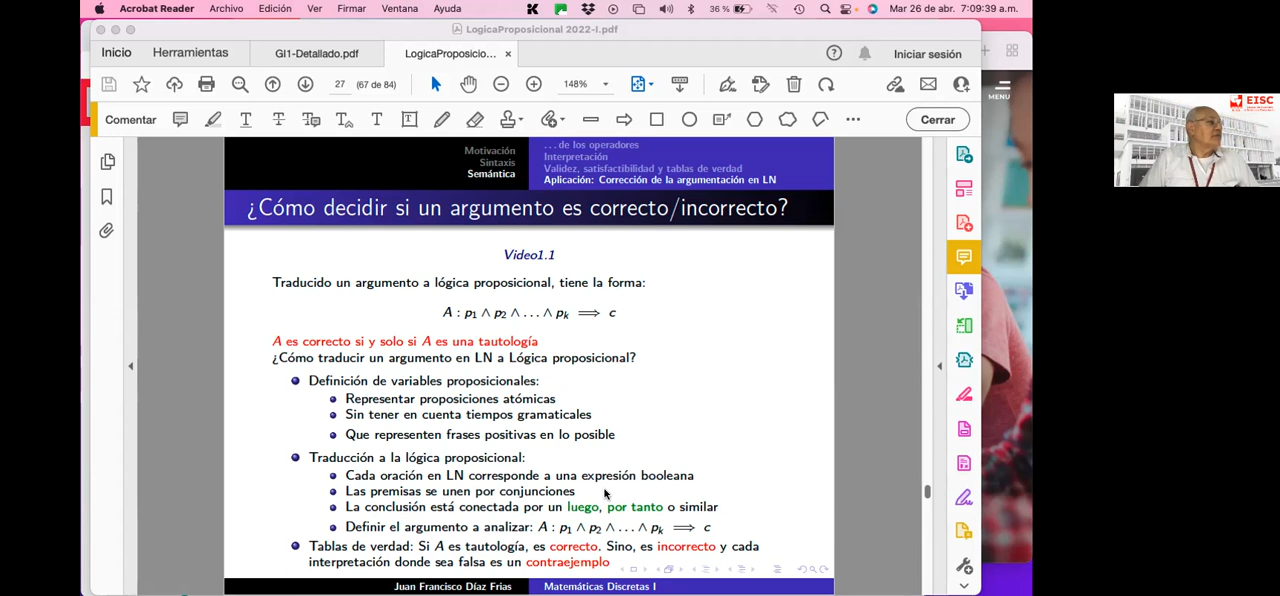 Acrobat Reader Archivo Edición Ver Firmar Ventana Ayuda 36 % Mar 26 de abr. 7:09:39 a.m.
LogicaProposicional 2022-I.pdf
Inicio Herramientas GI1-Detallado.pdf LogicaProposicio... × Iniciar sesión
27 (67 de 84) 148%
MENU
EISC
Comentar Cerrar
Motivación
Sintaxis
Semántica
. . . de los operadores
Interpretación
Validez, satisfactibilidad y tablas de verdad
Aplicación: Corrección de la argumentación en LN
¿Cómo decidir si un argumento es correcto/incorrecto?
Video1.1
Traducido un argumento a lógica proposicional, tiene la forma:
A : p₁ ∧ p₂ ∧ . . . ∧ pₖ ⟹ c
A es correcto si y solo si A es una tautología
¿Cómo traducir un argumento en LN a Lógica proposicional?
Definición de variables proposicionales:
Representar proposiciones atómicas
Sin tener en cuenta tiempos gramaticales
Que representen frases positivas en lo posible
Traducción a la lógica proposicional:
Cada oración en LN corresponde a una expresión booleana
Las premisas se unen por conjunciones
La conclusión está conectada por un luego, por tanto o similar
Definir el argumento a analizar: A : p₁ ∧ p₂ ∧ . . . ∧ pₖ ⟹ c
Tablas de verdad: Si A es tautología, es correcto. Sino, es incorrecto y cada
interpretación donde sea falsa es un contraejemplo
Juan Francisco Díaz Frias Matemáticas Discretas I